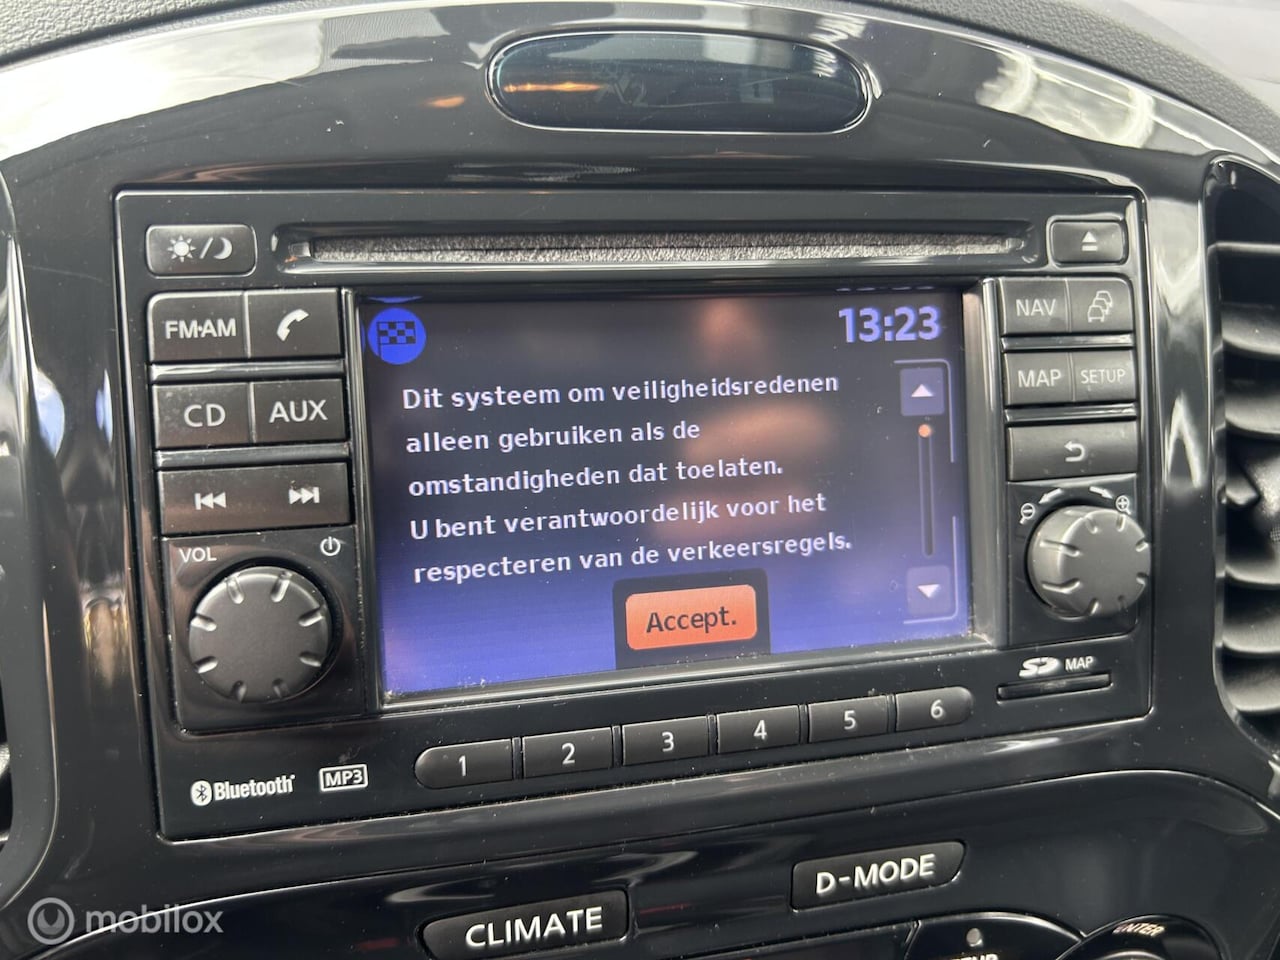 FM·AM
CD
AUX
VOL
13:23
Dit systeem om veiligheidsredenen
alleen gebruiken als de
omstandigheden dat toelaten.
U bent verantwoordelijk voor het
respecteren van de verkeersregels.
Accept.
NAV
MAP
SETUP
SD MAP
1 2 3 4 5 6
Bluetooth
MP3
D-MODE
CLIMATE
ENTER
SETUP
mobilox